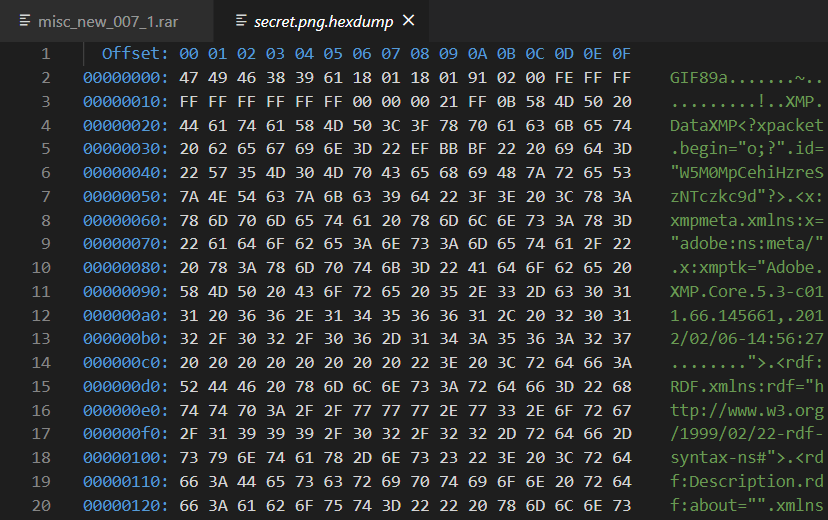 misc_new_007_1.rar secret.png.hexdump
1 Offset: 00 01 02 03 04 05 06 07 08 09 0A 0B 0C 0D 0E 0F
2 00000000: 47 49 46 38 39 61 18 01 18 01 91 02 00 FE FF FF GIF89a.......~..
3 00000010: FF FF FF FF FF FF 00 00 00 21 FF 0B 58 4D 50 20 .........!..XMP.
4 00000020: 44 61 74 61 58 4D 50 3C 3F 78 70 61 63 6B 65 74 DataXMP<?xpacket
5 00000030: 20 62 65 67 69 6E 3D 22 EF BB BF 22 20 69 64 3D .begin="o;?".id=
6 00000040: 22 57 35 4D 30 4D 70 43 65 68 69 48 7A 72 65 53 "W5M0MpCehiHzreS
7 00000050: 7A 4E 54 63 7A 6B 63 39 64 22 3F 3E 20 3C 78 3A zNTczkc9d"?>.<x:
8 00000060: 78 6D 70 6D 65 74 61 20 78 6D 6C 6E 73 3A 78 3D xmpmeta.xmlns:x=
9 00000070: 22 61 64 6F 62 65 3A 6E 73 3A 6D 65 74 61 2F 22 "adobe:ns:meta/"
10 00000080: 20 78 3A 78 6D 70 74 6B 3D 22 41 64 6F 62 65 20 .x:xmptk="Adobe.
11 00000090: 58 4D 50 20 43 6F 72 65 20 35 2E 33 2D 63 30 31 XMP.Core.5.3-c01
12 000000a0: 31 20 36 36 2E 31 34 35 36 36 31 2C 20 32 30 31 1.66.145661,.201
13 000000b0: 32 2F 30 32 2F 30 36 2D 31 34 3A 35 36 3A 32 37 2/02/06-14:56:27
14 000000c0: 20 20 20 20 20 20 20 20 22 3E 20 3C 72 64 66 3A ........">.<rdf:
15 000000d0: 52 44 46 20 78 6D 6C 6E 73 3A 72 64 66 3D 22 68 RDF.xmlns:rdf="h
16 000000e0: 74 74 70 3A 2F 2F 77 77 77 2E 77 33 2E 6F 72 67 ttp://www.w3.org
17 000000f0: 2F 31 39 39 39 2F 30 32 2F 32 32 2D 72 64 66 2D /1999/02/22-rdf-
18 00000100: 73 79 6E 74 61 78 2D 6E 73 23 22 3E 20 3C 72 64 syntax-ns#">.<rd
19 00000110: 66 3A 44 65 73 63 72 69 70 74 69 6F 6E 20 72 64 f:Description.rd
20 00000120: 66 3A 61 62 6F 75 74 3D 22 22 20 78 6D 6C 6E 73 f:about="".xmlns